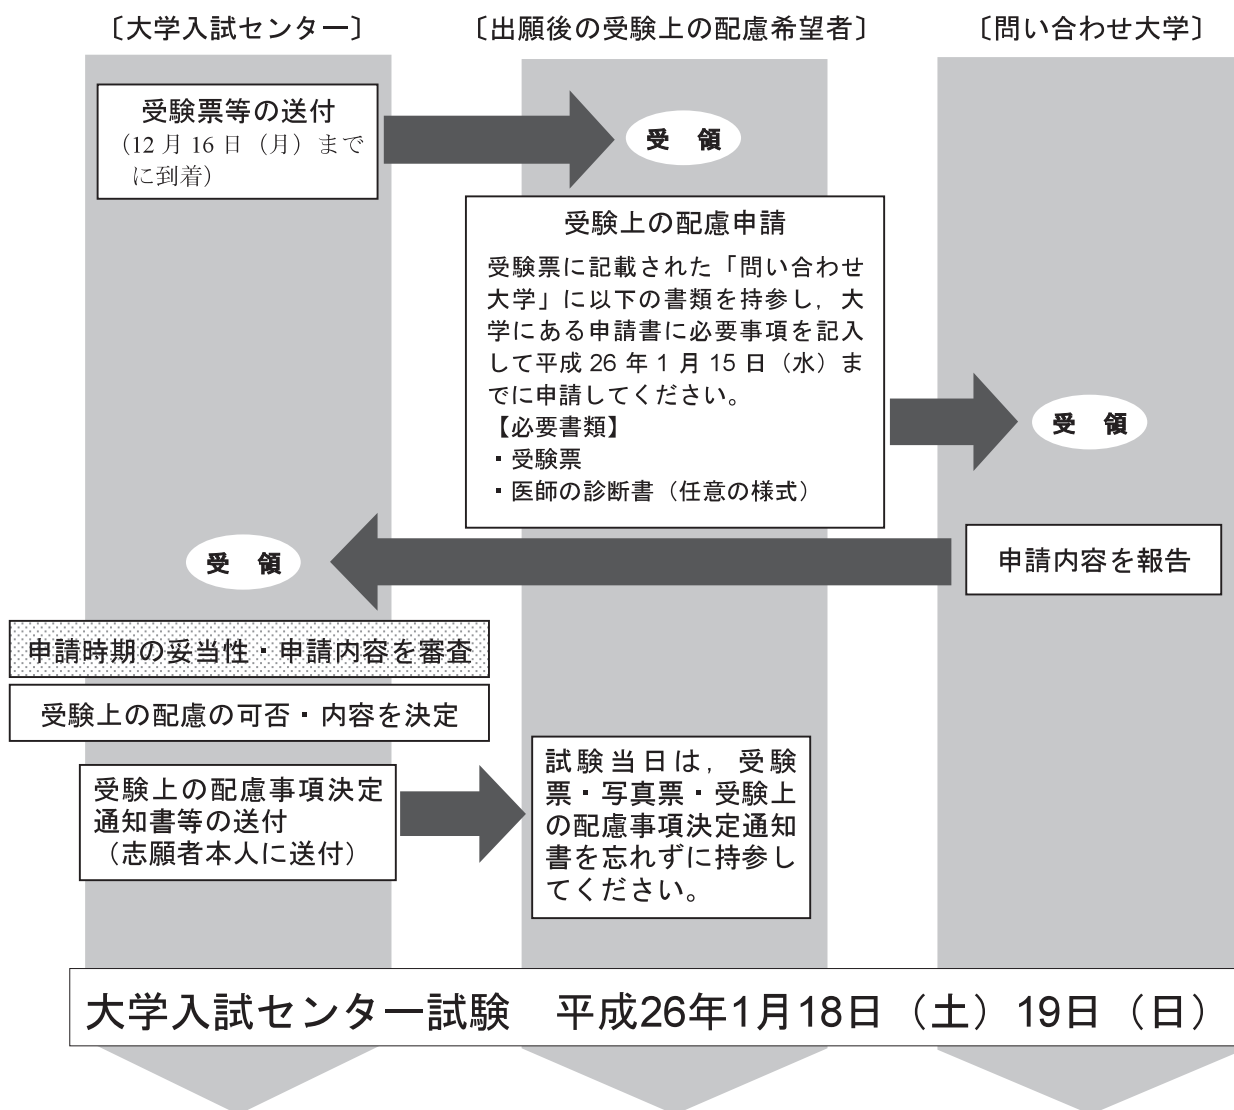 〔大学入試センター〕
〔出願後の受験上の配慮希望者〕
〔問い合わせ大学〕
受験票等の送付
（12 月 16 日（月）まで
に到着）
受　領
受験上の配慮申請
受験票に記載された「問い合わせ
大学」に以下の書類を持参し，大
学にある申請書に必要事項を記入
して平成 26 年 1 月 15 日（水）ま
でに申請してください。
【必要書類】
・受験票
・医師の診断書（任意の様式）
受　領
申請内容を報告
受　領
申請時期の妥当性・申請内容を審査
受験上の配慮の可否・内容を決定
受験上の配慮事項決定
通知書等の送付
（志願者本人に送付）
試験当日は，受験
票・写真票・受験上
の配慮事項決定通知
書を忘れずに持参し
てください。
大学入試センター試験　平成26年1月18日（土）19日（日）